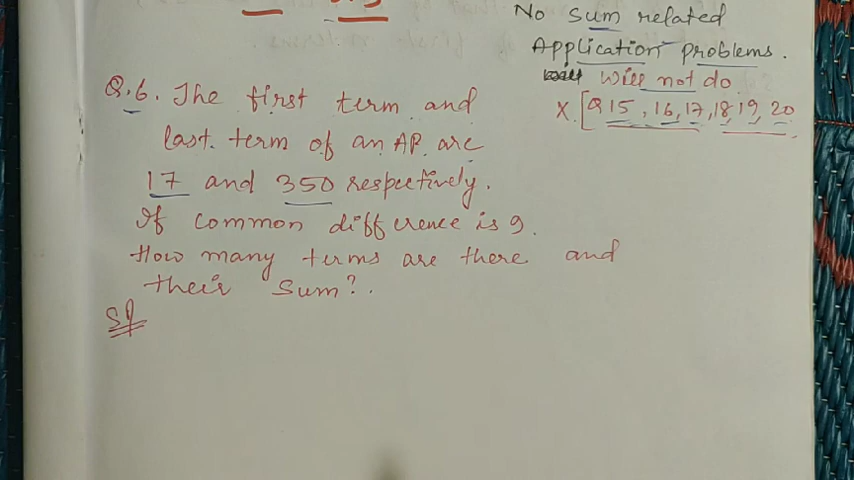 No sum related
Application problems.
will not do
X. [Q 15, 16, 17, 18, 19, 20
Q.6. The first term and
last term of an AP are
17 and 350 respectively.
If common difference is 9.
How many terms are there and
their sum?.
Sol